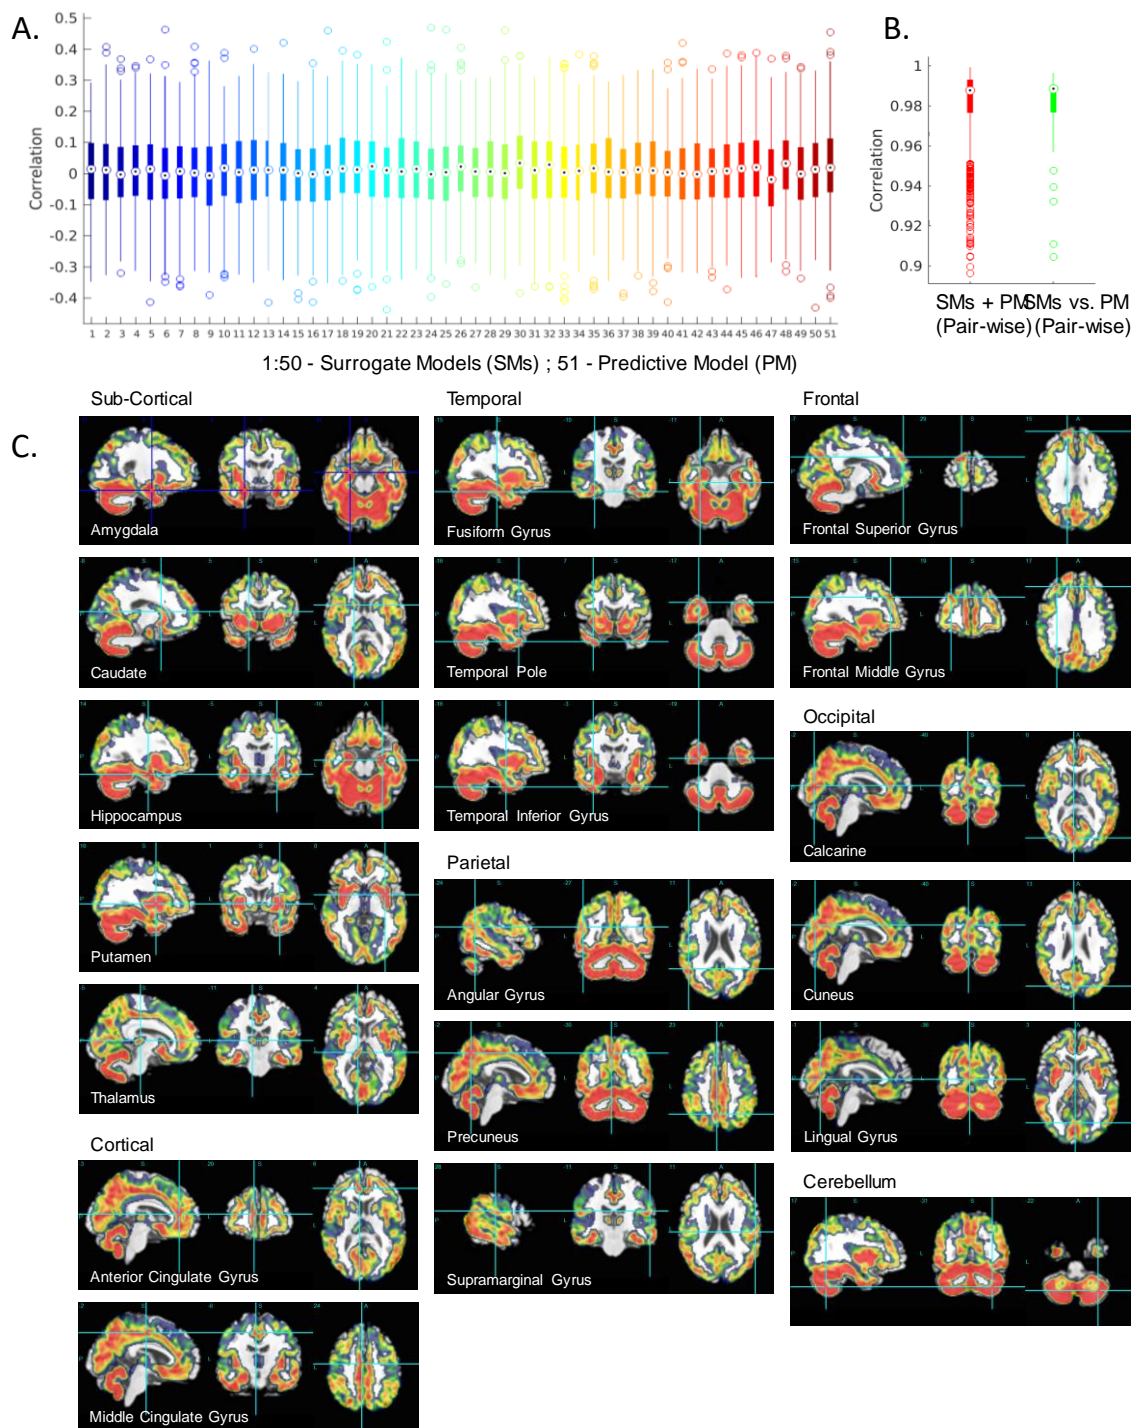 A.
0.5
0.4
0.3
0.2
0.1
0
-0.1
-0.2
-0.3
-0.4
Correlation
1 2 3 4 5 6 7 8 9 10 11 12 13 14 15 16 17 18 19 20 21 22 23 24 25 26 27 28 29 30 31 32 33 34 35 36 37 38 39 40 41 42 43 44 45 46 47 48 49 50 51
1:50 - Surrogate Models (SMs) ; 51 - Predictive Model (PM)
B.
1
0.98
0.96
0.94
0.92
0.9
Correlation
SMs + PM
(Pair-wise)
SMs vs. PM
(Pair-wise)
C.
Sub-Cortical
Amygdala
Caudate
Hippocampus
Putamen
Thalamus
Cortical
Anterior Cingulate Gyrus
Middle Cingulate Gyrus
Temporal
Fusiform Gyrus
Temporal Pole
Temporal Inferior Gyrus
Parietal
Angular Gyrus
Precuneus
Supramarginal Gyrus
Frontal
Frontal Superior Gyrus
Frontal Middle Gyrus
Occipital
Calcarine
Cuneus
Lingual Gyrus
Cerebellum